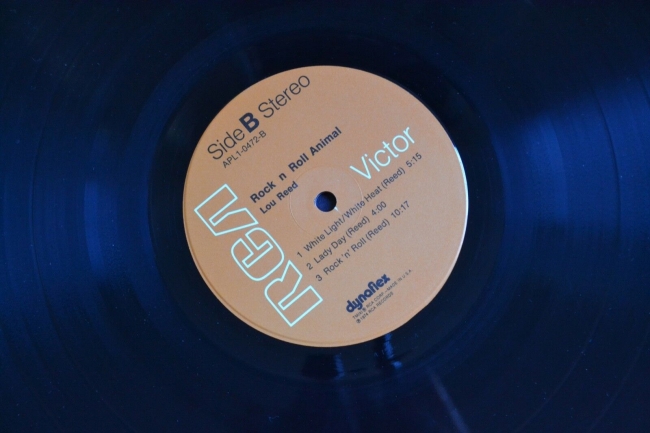 Side B Stereo
APL1-0472-B
Rock n Roll Animal
Lou Reed
Victor
RCA
1 White Light/White Heat (Reed) 5:15
2 Lady Day (Reed) 4:00
3 Rock 'n' Roll (Reed) 10:17
dynaflex